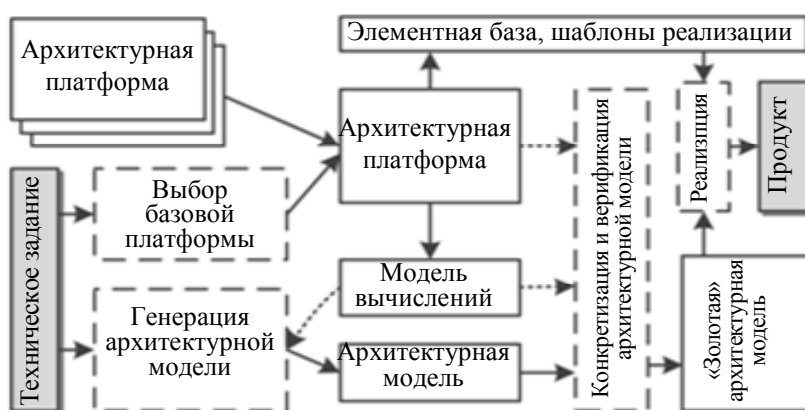 Архитектурная
платформа
Элементная база, шаблоны реализации
Архитектурная
платформа
Техническое задание
Выбор
базовой
платформы
Генерация
архитектурной
модели
Модель
вычислений
Архитектурная
модель
Конкретизация и верификация
архитектурной модели
Реализпция
Продукт
«Золотая»
архитектурная
модель